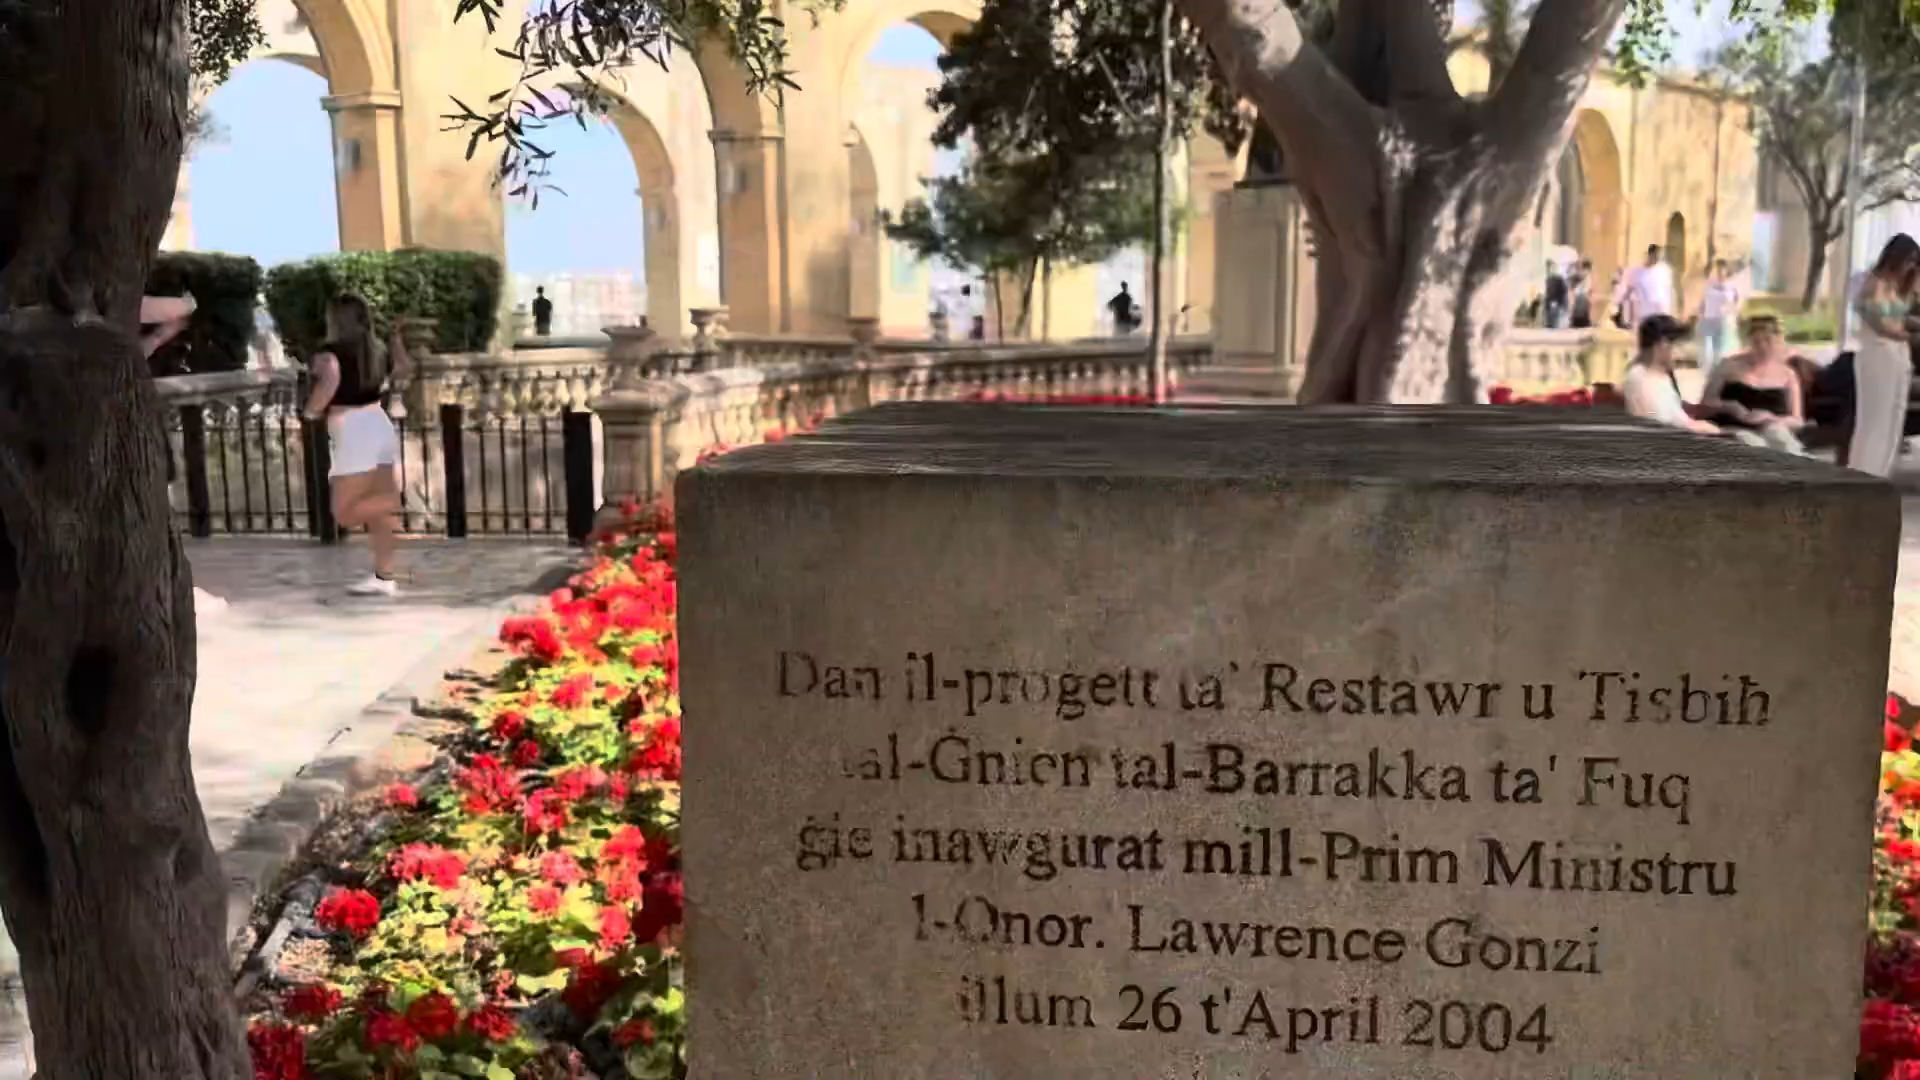 Dan il-progett ta' Restawr u Tisbiħ
tal-Ġnien tal-Barrakka ta' Fuq
ġie inawgurat mill-Prim Ministru
l-Onor. Lawrence Gonzi
illum 26 t'April 2004